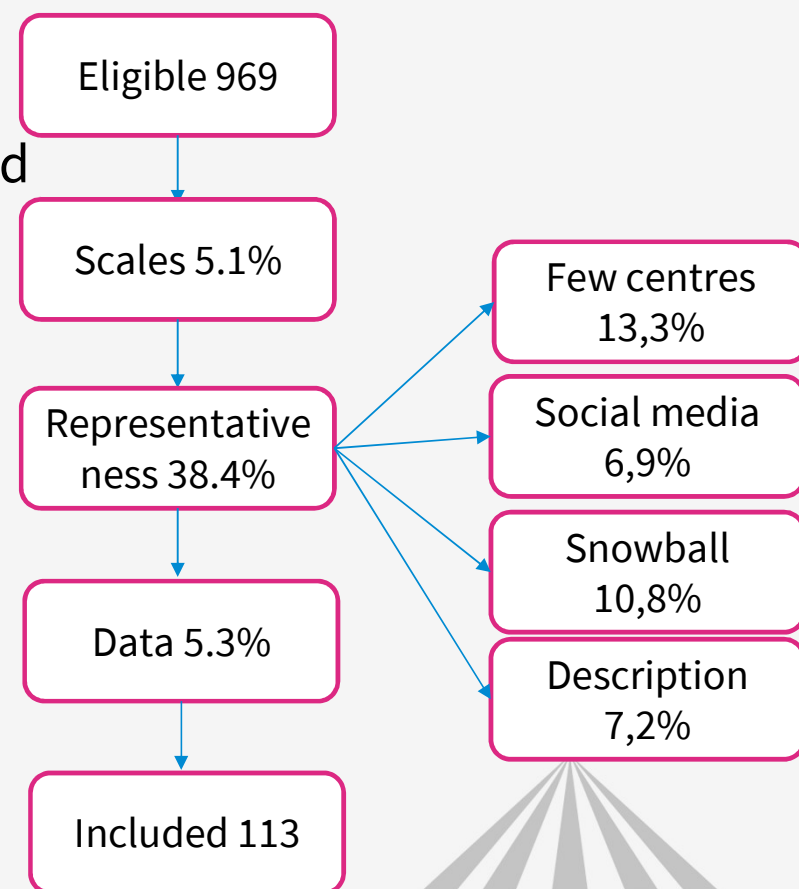 Eligible 969
d
Scales 5.1%
Representative
ness 38.4%
Few centres
13,3%
Social media
6,9%
Snowball
10,8%
Description
7,2%
Data 5.3%
Included 113